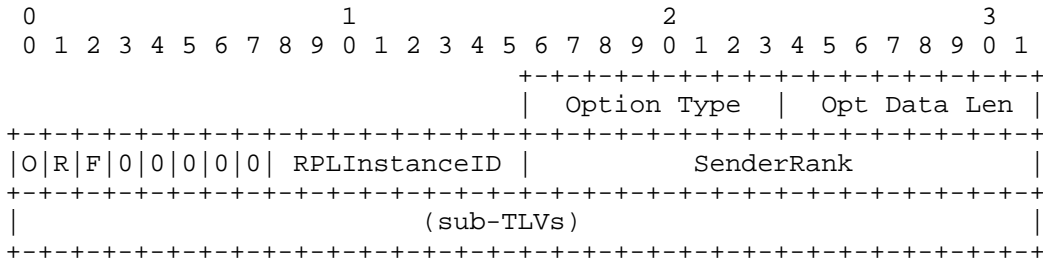 0                   1                   2                   3
 0 1 2 3 4 5 6 7 8 9 0 1 2 3 4 5 6 7 8 9 0 1 2 3 4 5 6 7 8 9 0 1
                                +-+-+-+-+-+-+-+-+-+-+-+-+-+-+-+-+
                                |  Option Type  |  Opt Data Len |
+-+-+-+-+-+-+-+-+-+-+-+-+-+-+-+-+-+-+-+-+-+-+-+-+-+-+-+-+-+-+-+-+
|O|R|F|0|0|0|0|0| RPLInstanceID |          SenderRank           |
+-+-+-+-+-+-+-+-+-+-+-+-+-+-+-+-+-+-+-+-+-+-+-+-+-+-+-+-+-+-+-+-+
|                         (sub-TLVs)                            |
+-+-+-+-+-+-+-+-+-+-+-+-+-+-+-+-+-+-+-+-+-+-+-+-+-+-+-+-+-+-+-+-+